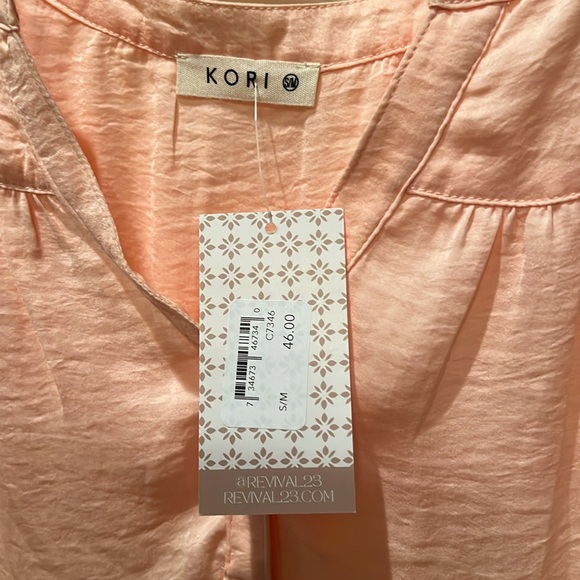 KORI S/M
7 34673 46734 0
C7346
46.00
S/M
@REVIVAL23
REVIVAL23.COM